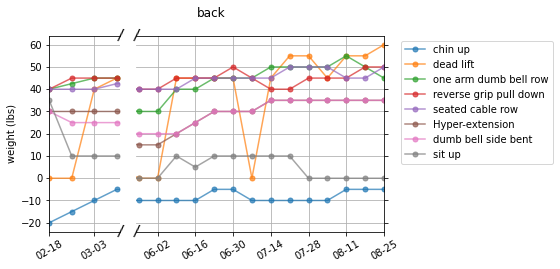 back
weight (lbs)
60
50
40
30
20
10
0
−10
−20
02-18
03-03
06-02
06-16
06-30
07-14
07-28
08-11
08-25
chin up
dead lift
one arm dumb bell row
reverse grip pull down
seated cable row
Hyper-extension
dumb bell side bent
sit up